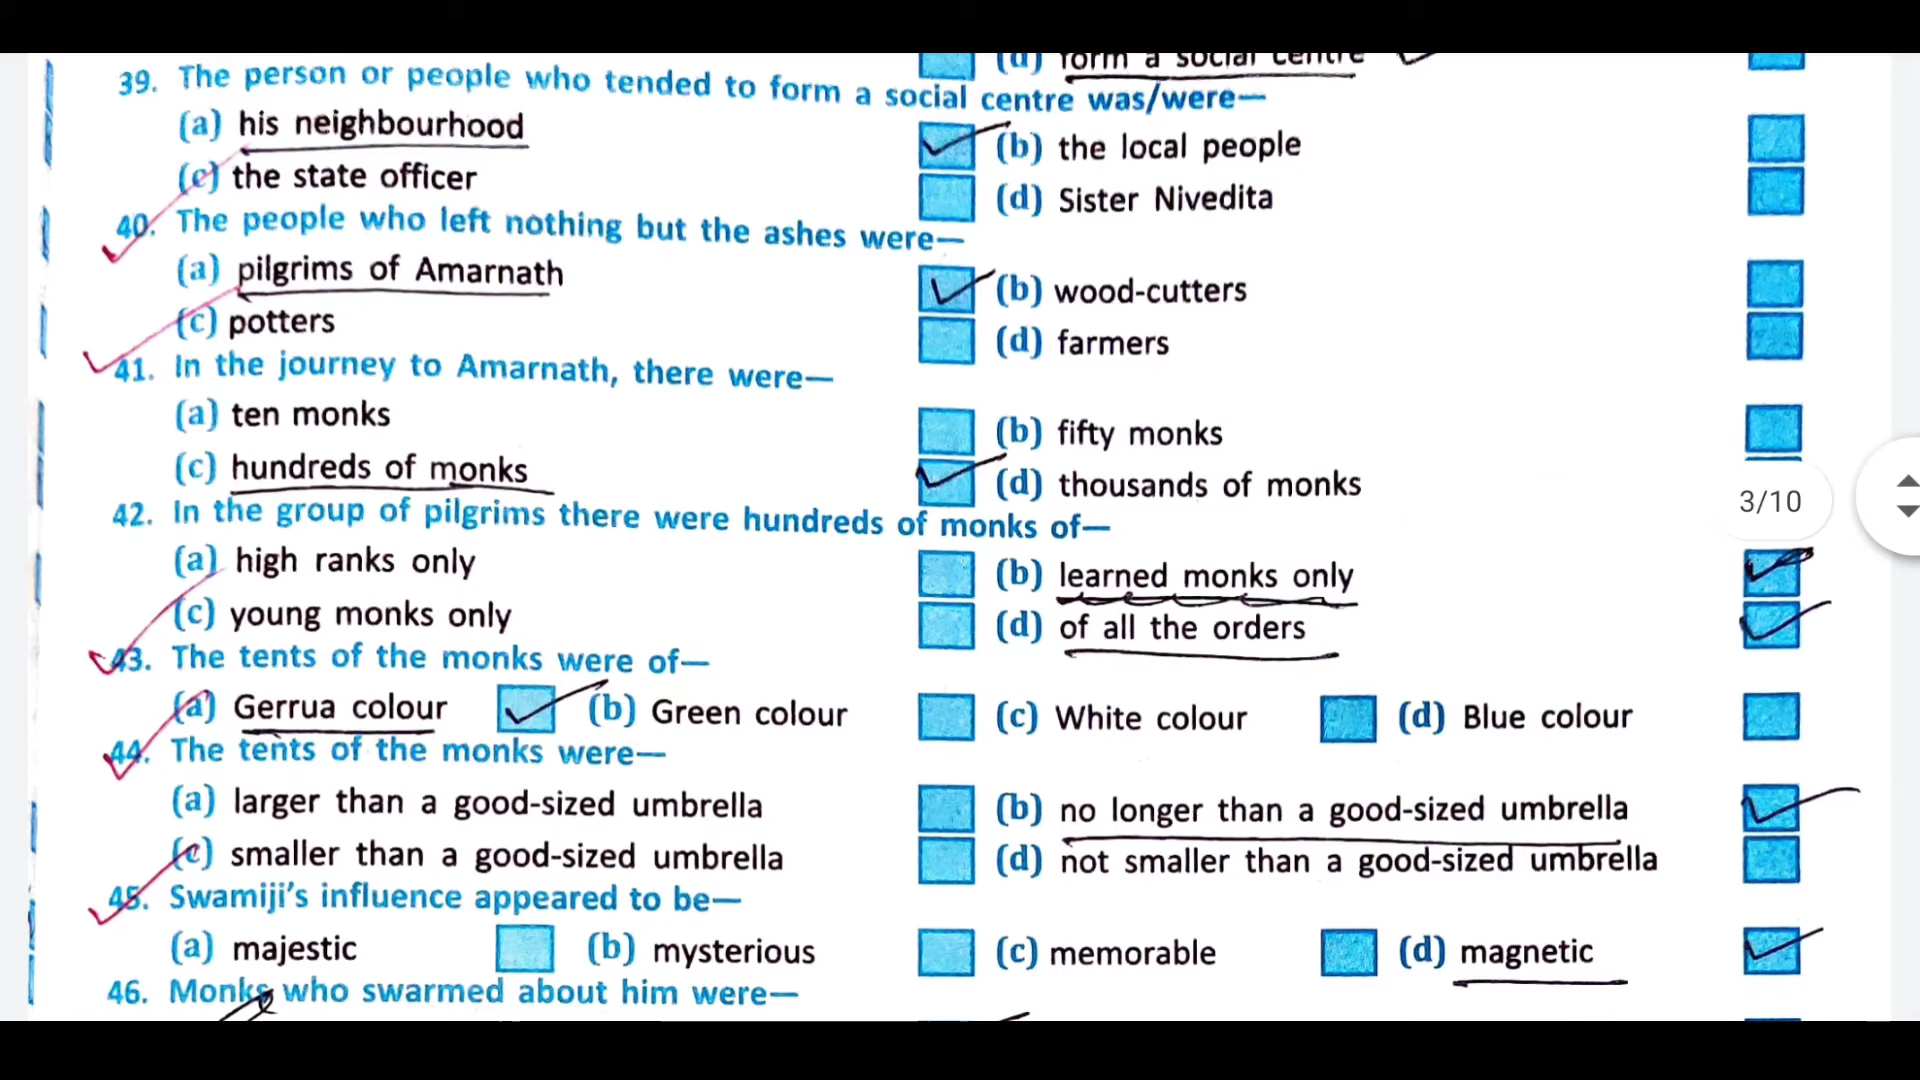 (d) form a social centre
39. The person or people who tended to form a social centre was/were—
(a) his neighbourhood (b) the local people
(c) the state officer (d) Sister Nivedita
40. The people who left nothing but the ashes were—
(a) pilgrims of Amarnath (b) wood-cutters
(c) potters (d) farmers
41. In the journey to Amarnath, there were—
(a) ten monks (b) fifty monks
(c) hundreds of monks (d) thousands of monks
3/10
42. In the group of pilgrims there were hundreds of monks of—
(a) high ranks only (b) learned monks only
(c) young monks only (d) of all the orders
43. The tents of the monks were of—
(a) Gerrua colour (b) Green colour (c) White colour (d) Blue colour
44. The tents of the monks were—
(a) larger than a good-sized umbrella (b) no longer than a good-sized umbrella
(c) smaller than a good-sized umbrella (d) not smaller than a good-sized umbrella
45. Swamiji's influence appeared to be—
(a) majestic (b) mysterious (c) memorable (d) magnetic
46. Monks who swarmed about him were—